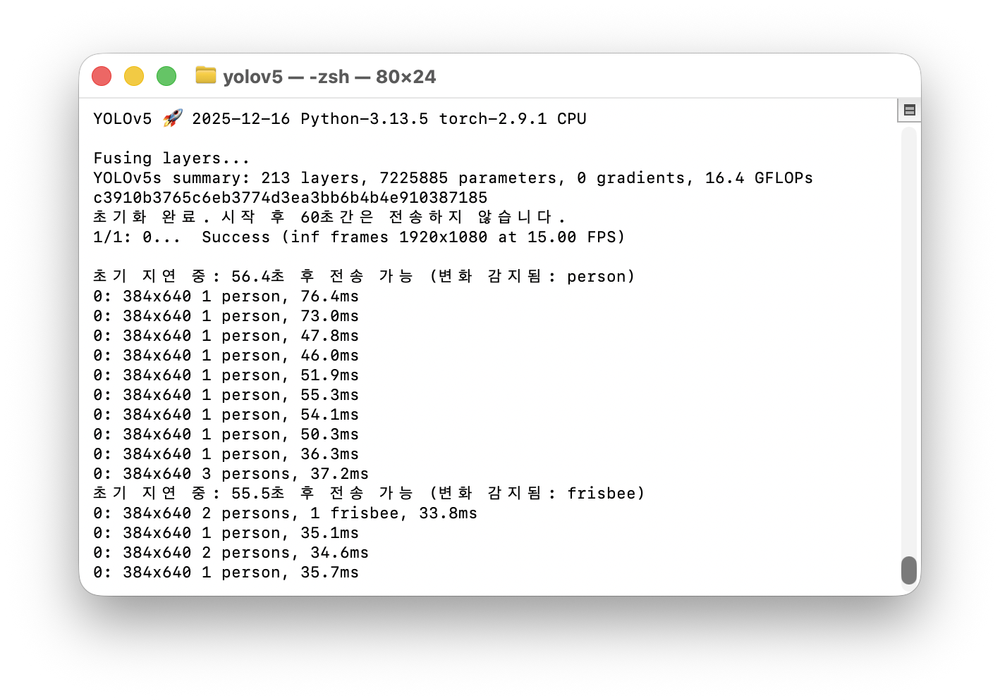 yolov5 — -zsh — 80×24
YOLOv5 🚀 2025-12-16 Python-3.13.5 torch-2.9.1 CPU
Fusing layers...
YOLOv5s summary: 213 layers, 7225885 parameters, 0 gradients, 16.4 GFLOPs
c3910b3765c6eb3774d3ea3bb6b4b4e910387185
초기화 완료. 시작 후 60초간은 전송하지 않습니다.
1/1: 0...  Success (inf frames 1920x1080 at 15.00 FPS)
초기 지연 중: 56.4초 후 전송 가능 (변화 감지됨: person)
0: 384x640 1 person, 76.4ms
0: 384x640 1 person, 73.0ms
0: 384x640 1 person, 47.8ms
0: 384x640 1 person, 46.0ms
0: 384x640 1 person, 51.9ms
0: 384x640 1 person, 55.3ms
0: 384x640 1 person, 54.1ms
0: 384x640 1 person, 50.3ms
0: 384x640 1 person, 36.3ms
0: 384x640 3 persons, 37.2ms
초기 지연 중: 55.5초 후 전송 가능 (변화 감지됨: frisbee)
0: 384x640 2 persons, 1 frisbee, 33.8ms
0: 384x640 1 person, 35.1ms
0: 384x640 2 persons, 34.6ms
0: 384x640 1 person, 35.7ms